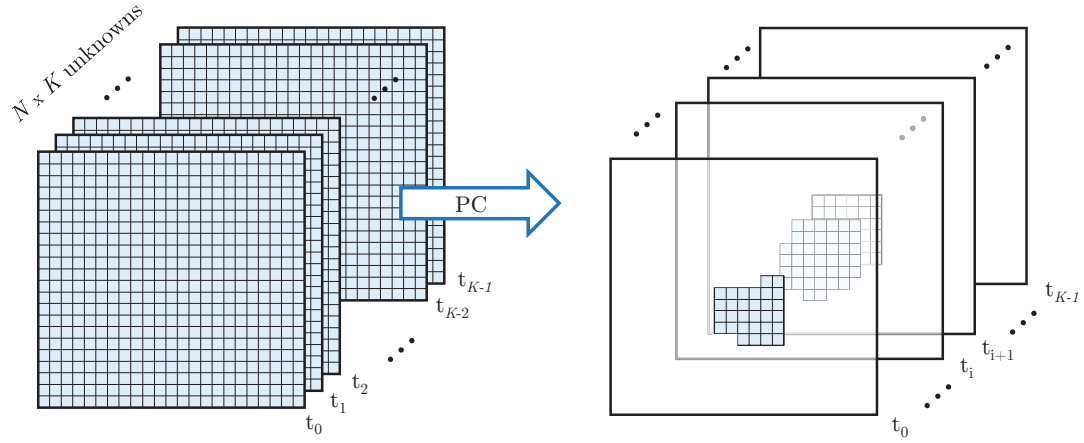 N x K unknowns
t_{K-1}
t_{K-2}
t_2
t_1
t_0
PC
t_{K-1}
t_{i+1}
t_i
t_0